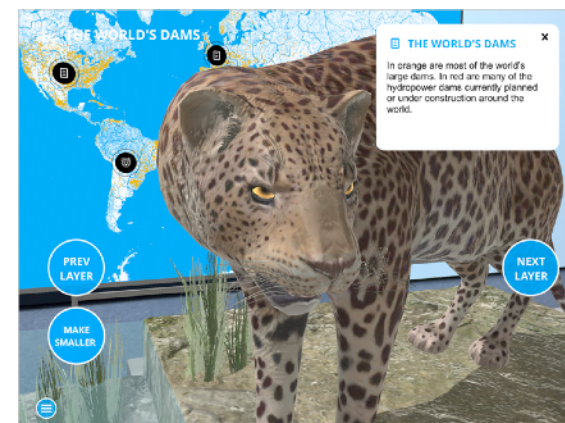 THE WORLD'S DAMS
THE WORLD'S DAMS
x
In orange are most of the world's
large dams. In red are many of the
hydropower dams currently planned
or under construction around the
world.
PREV
LAYER
NEXT
LAYER
MAKE
SMALLER